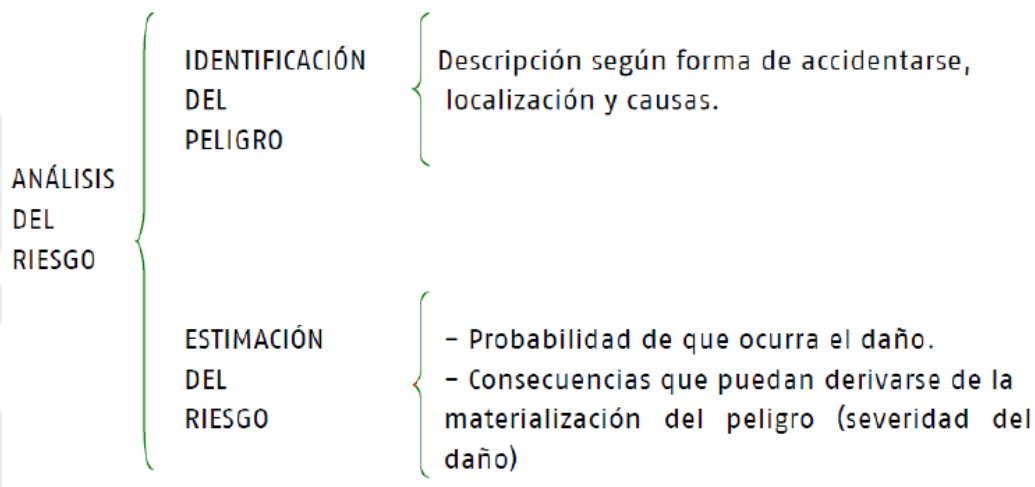 ANÁLISIS
DEL
RIESGO
IDENTIFICACIÓN
DEL
PELIGRO
Descripción según forma de accidentarse,
localización y causas.
ESTIMACIÓN
DEL
RIESGO
– Probabilidad de que ocurra el daño.
– Consecuencias que puedan derivarse de la
materialización del peligro (severidad del
daño)